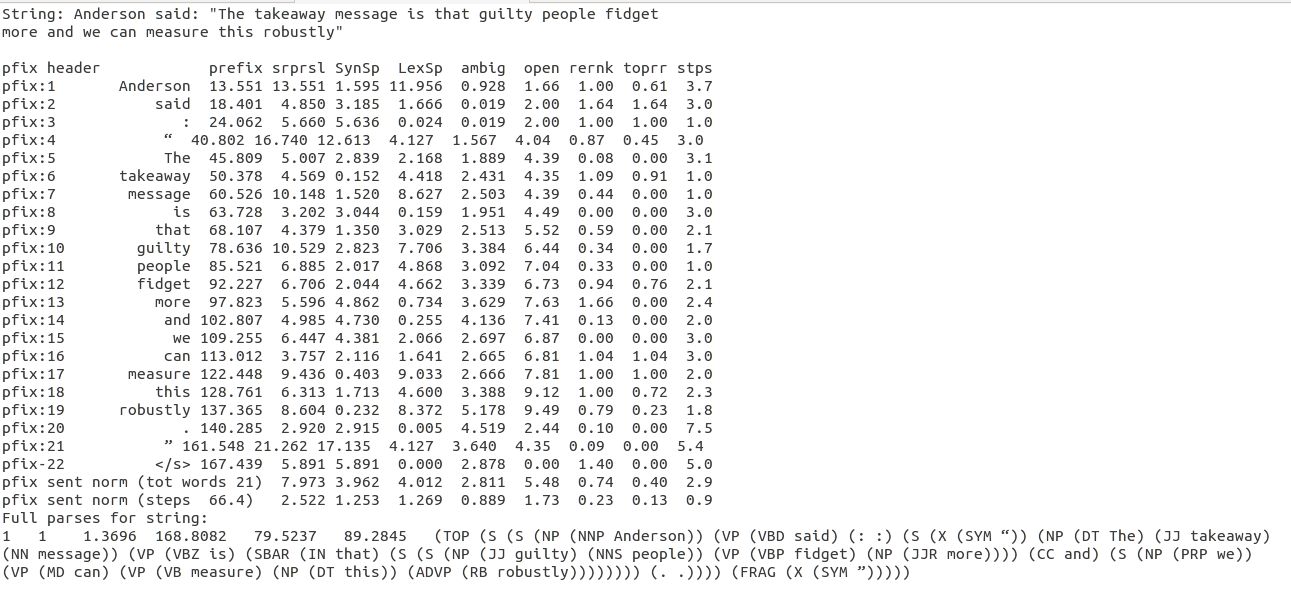 String: Anderson said: "The takeaway message is that guilty people fidget
more and we can measure this robustly"
pfix header prefix srprsl SynSp LexSp ambig open rernk toprr stps
pfix:1 Anderson 13.551 13.551 1.595 11.956 0.928 1.66 1.00 0.61 3.7
pfix:2 said 18.401 4.850 3.185 1.666 0.019 2.00 1.64 1.64 3.0
pfix:3 : 24.062 5.660 5.636 0.024 0.019 2.00 1.00 1.00 1.0
pfix:4 “ 40.802 16.740 12.613 4.127 1.567 4.04 0.87 0.45 3.0
pfix:5 The 45.809 5.007 2.839 2.168 1.889 4.39 0.08 0.00 3.1
pfix:6 takeaway 50.378 4.569 0.152 4.418 2.431 4.35 1.09 0.91 1.0
pfix:7 message 60.526 10.148 1.520 8.627 2.503 4.39 0.44 0.00 1.0
pfix:8 is 63.728 3.202 3.044 0.159 1.951 4.49 0.00 0.00 3.0
pfix:9 that 68.107 4.379 1.350 3.029 2.513 5.52 0.59 0.00 2.1
pfix:10 guilty 78.636 10.529 2.823 7.706 3.384 6.44 0.34 0.00 1.7
pfix:11 people 85.521 6.885 2.017 4.868 3.092 7.04 0.33 0.00 1.0
pfix:12 fidget 92.227 6.706 2.044 4.662 3.339 6.73 0.94 0.76 2.1
pfix:13 more 97.823 5.596 4.862 0.734 3.629 7.63 1.66 0.00 2.4
pfix:14 and 102.807 4.985 4.730 0.255 4.136 7.41 0.13 0.00 2.0
pfix:15 we 109.255 6.447 4.381 2.066 2.697 6.87 0.00 0.00 3.0
pfix:16 can 113.012 3.757 2.116 1.641 2.665 6.81 1.04 1.04 3.0
pfix:17 measure 122.448 9.436 0.403 9.033 2.666 7.81 1.00 1.00 2.0
pfix:18 this 128.761 6.313 1.713 4.600 3.388 9.12 1.00 0.72 2.3
pfix:19 robustly 137.365 8.604 0.232 8.372 5.178 9.49 0.79 0.23 1.8
pfix:20 . 140.285 2.920 2.915 0.005 4.519 2.44 0.10 0.00 7.5
pfix:21 ” 161.548 21.262 17.135 4.127 3.640 4.35 0.09 0.00 5.4
pfix-22 </s> 167.439 5.891 5.891 0.000 2.878 0.00 1.40 0.00 5.0
pfix sent norm (tot words 21) 7.973 3.962 4.012 2.811 5.48 0.74 0.40 2.9
pfix sent norm (steps 66.4) 2.522 1.253 1.269 0.889 1.73 0.23 0.13 0.9
Full parses for string:
1 1 1.3696 168.8082 79.5237 89.2845 (TOP (S (S (NP (NNP Anderson)) (VP (VBD said) (: :) (S (X (SYM “)) (NP (DT The) (JJ takeaway)
(NN message)) (VP (VBZ is) (SBAR (IN that) (S (S (NP (JJ guilty) (NNS people)) (VP (VBP fidget) (NP (JJR more)))) (CC and) (S (NP (PRP we))
(VP (MD can) (VP (VB measure) (NP (DT this)) (ADVP (RB robustly)))))))) (. .)))) (FRAG (X (SYM ”)))))